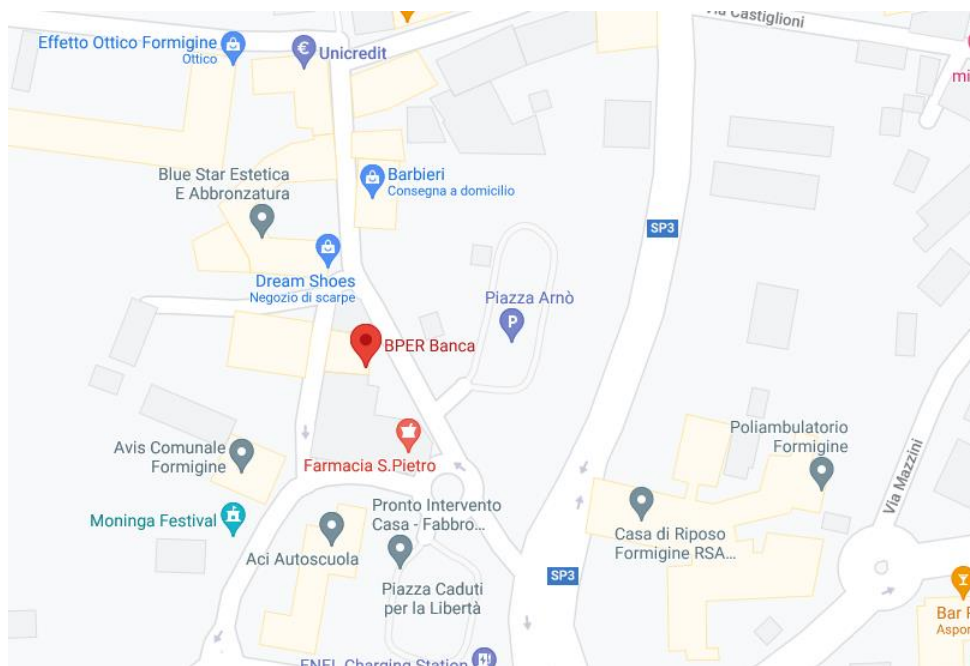 Via Castiglioni
Effetto Ottico Formigine
Ottico
€
Unicredit
mi
Blue Star Estetica
E Abbronzatura
Barbieri
Consegna a domicilio
SP3
Dream Shoes
Negozio di scarpe
Piazza Arnò
P
BPER Banca
Avis Comunale
Formigine
Farmacia S.Pietro
Poliambulatorio
Formigine
Via Mazzini
Moninga Festival
Pronto Intervento
Casa - Fabbro...
Aci Autoscuola
Casa di Riposo
Formigine RSA...
Piazza Caduti
per la Libertà
SP3
Bar
Aspor
ENEL Charging Station